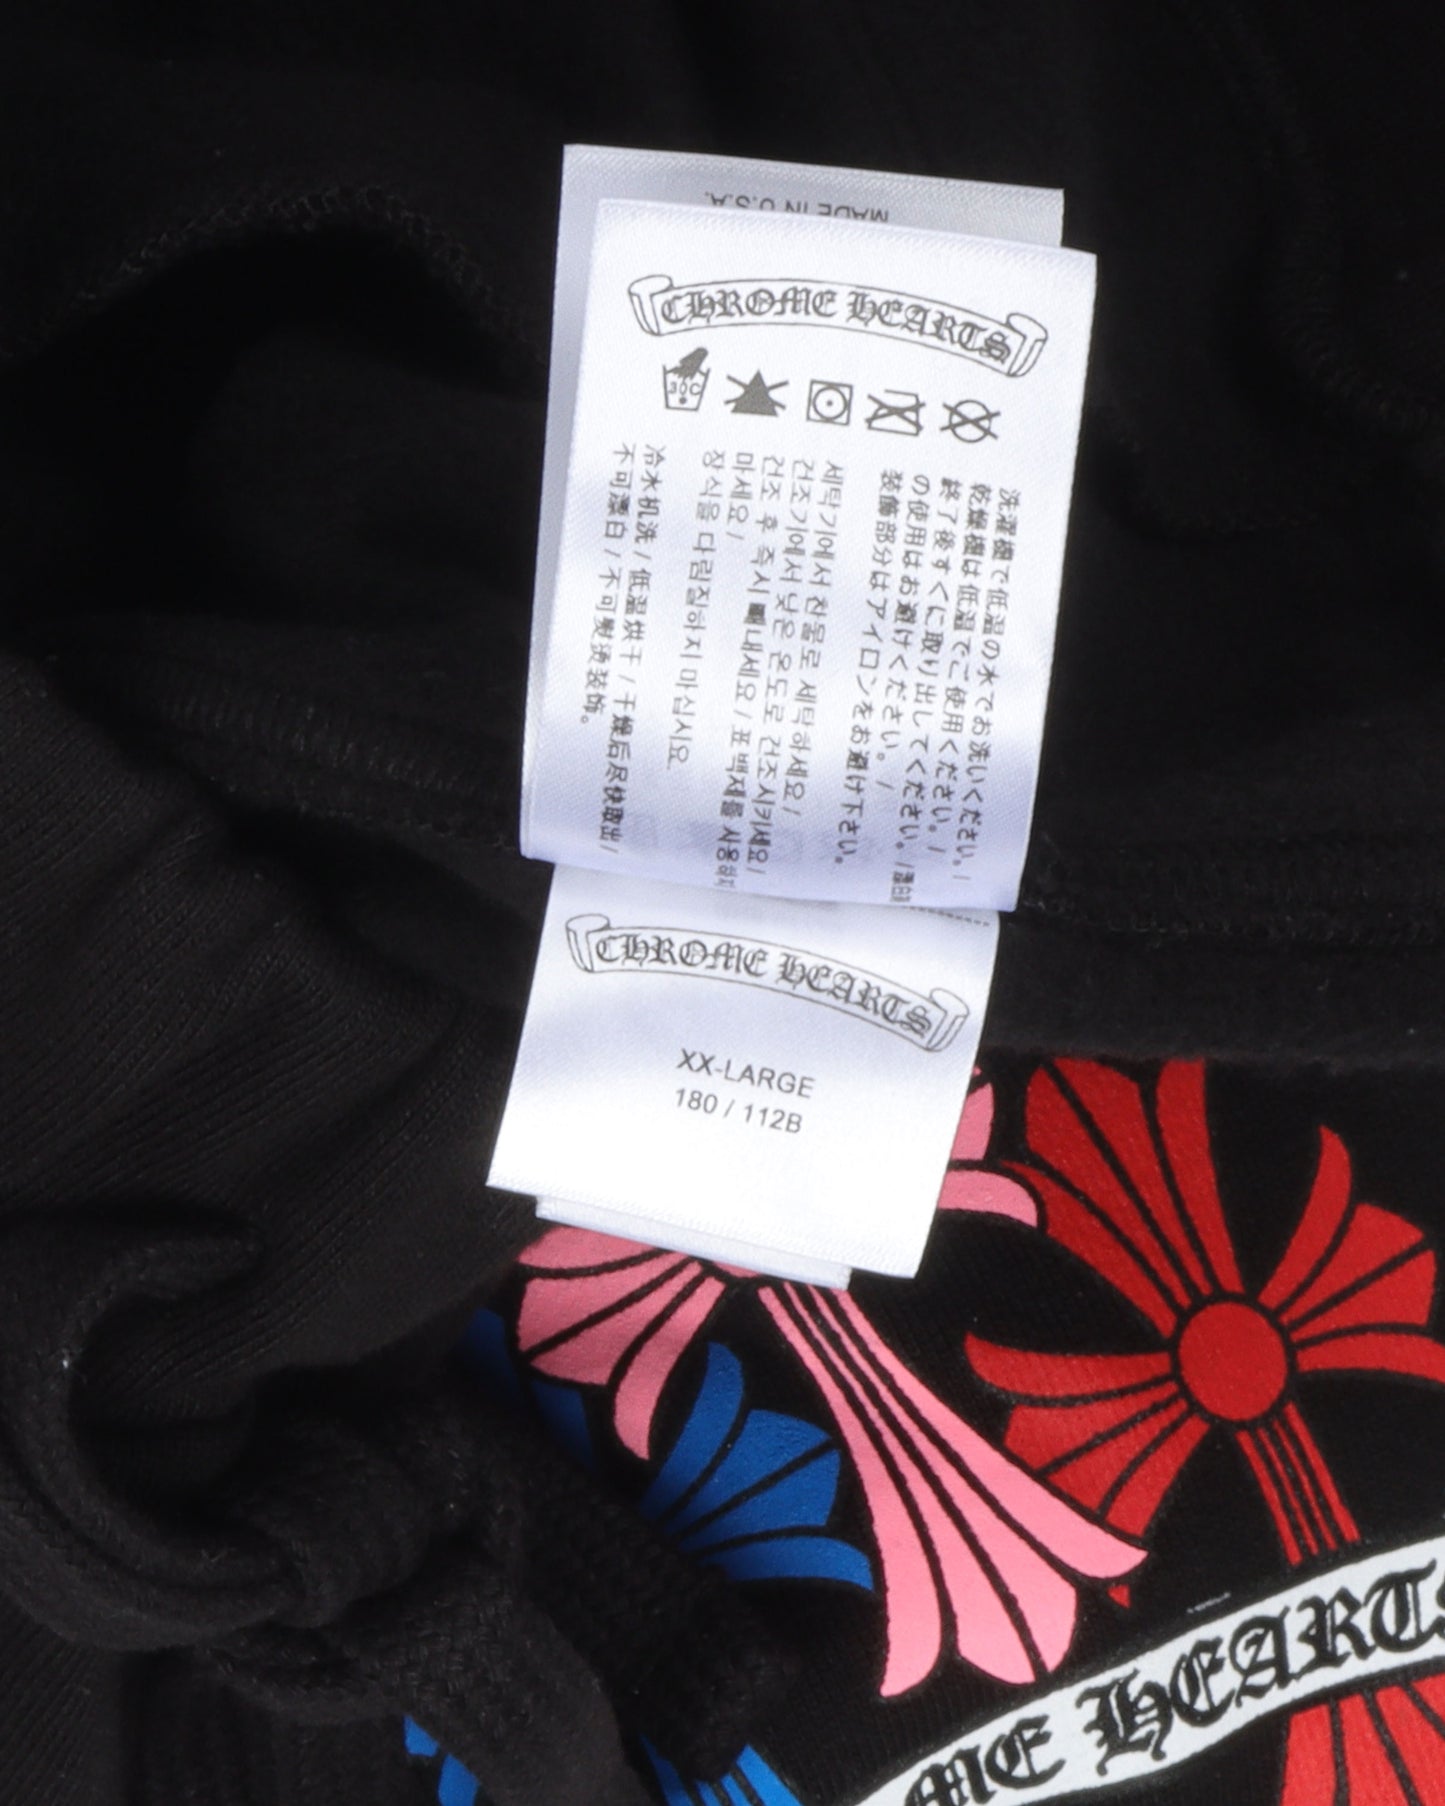 MADE IN U.S.A.
CHROME HEARTS
30C
洗濯機で低温の水でお洗いください。/
乾燥機は低温でご使用ください。/
終了後すぐに取り出してください。/漂白剤
の使用はお避けください。/
装飾部分はアイロンをお避け下さい。
세탁기에서 찬물로 세탁하세요/
건조기에서 낮은 온도로 건조시키세요/
건조 후 즉시 빼내세요/표백제를 사용하지
마세요/
장식을 다림잘하지 마십시요.
冷水机洗/低温烘干/干燥后尽快取出/
不可漂白/不可熨烫装饰。
CHROME HEARTS
XX-LARGE
180 / 112B
OME HEARTS